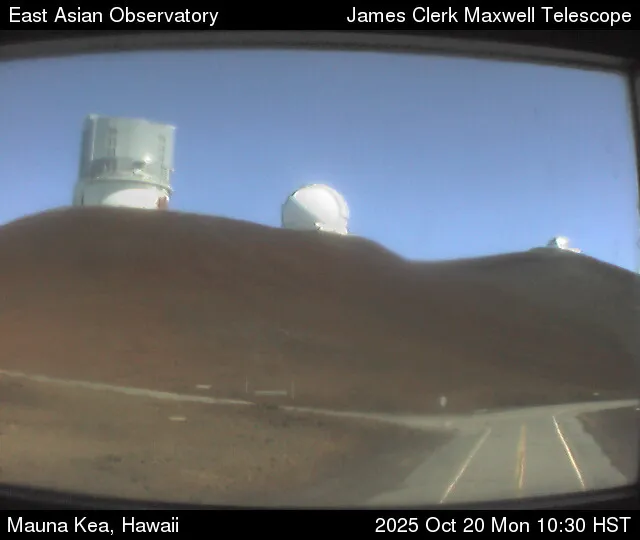 East Asian Observatory
James Clerk Maxwell Telescope
Mauna Kea, Hawaii
2025 Oct 20 Mon 10:30 HST